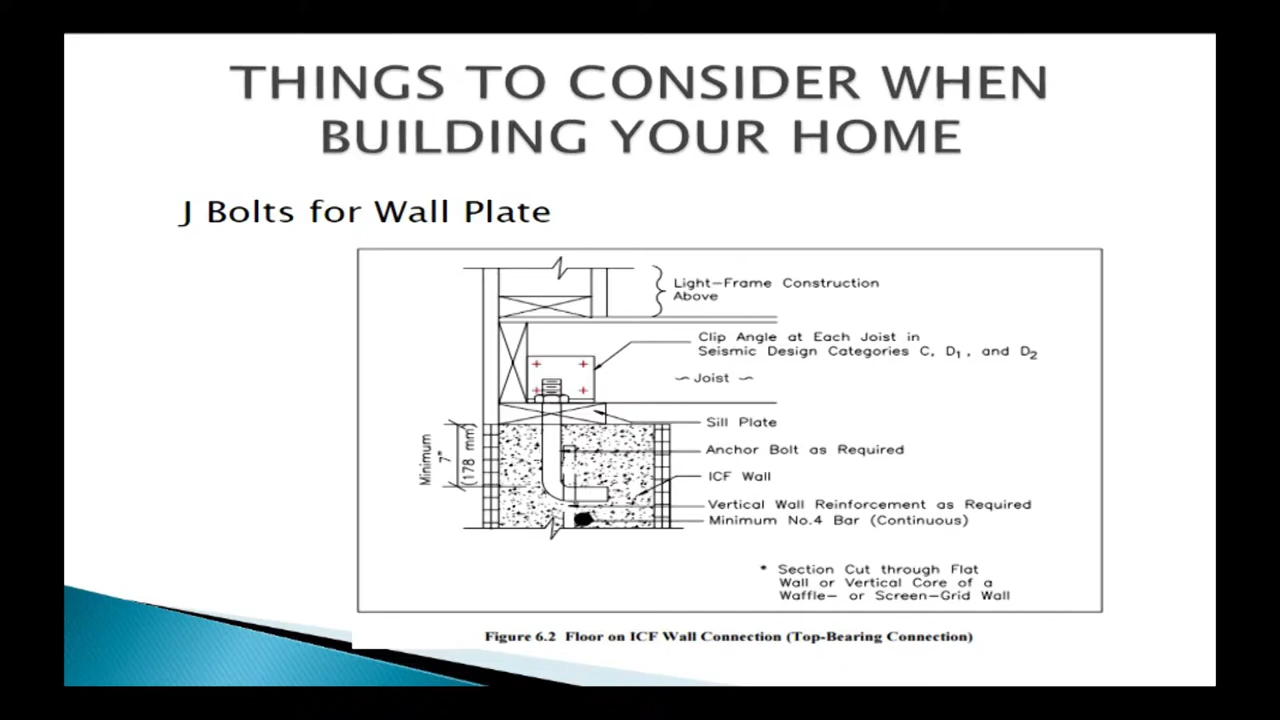 THINGS TO CONSIDER WHEN
BUILDING YOUR HOME
J Bolts for Wall Plate
Light-Frame Construction
Above
Clip Angle at Each Joist in
Seismic Design Categories C, D1, and D2
Joist
Sill Plate
Minimum
7"
(178 mm)
Anchor Bolt as Required
ICF Wall
Vertical Wall Reinforcement as Required
Minimum No.4 Bar (Continuous)
* Section Cut through Flat
Wall or Vertical Core of a
Waffle- or Screen-Grid Wall
Figure 6.2 Floor on ICF Wall Connection (Top-Bearing Connection)